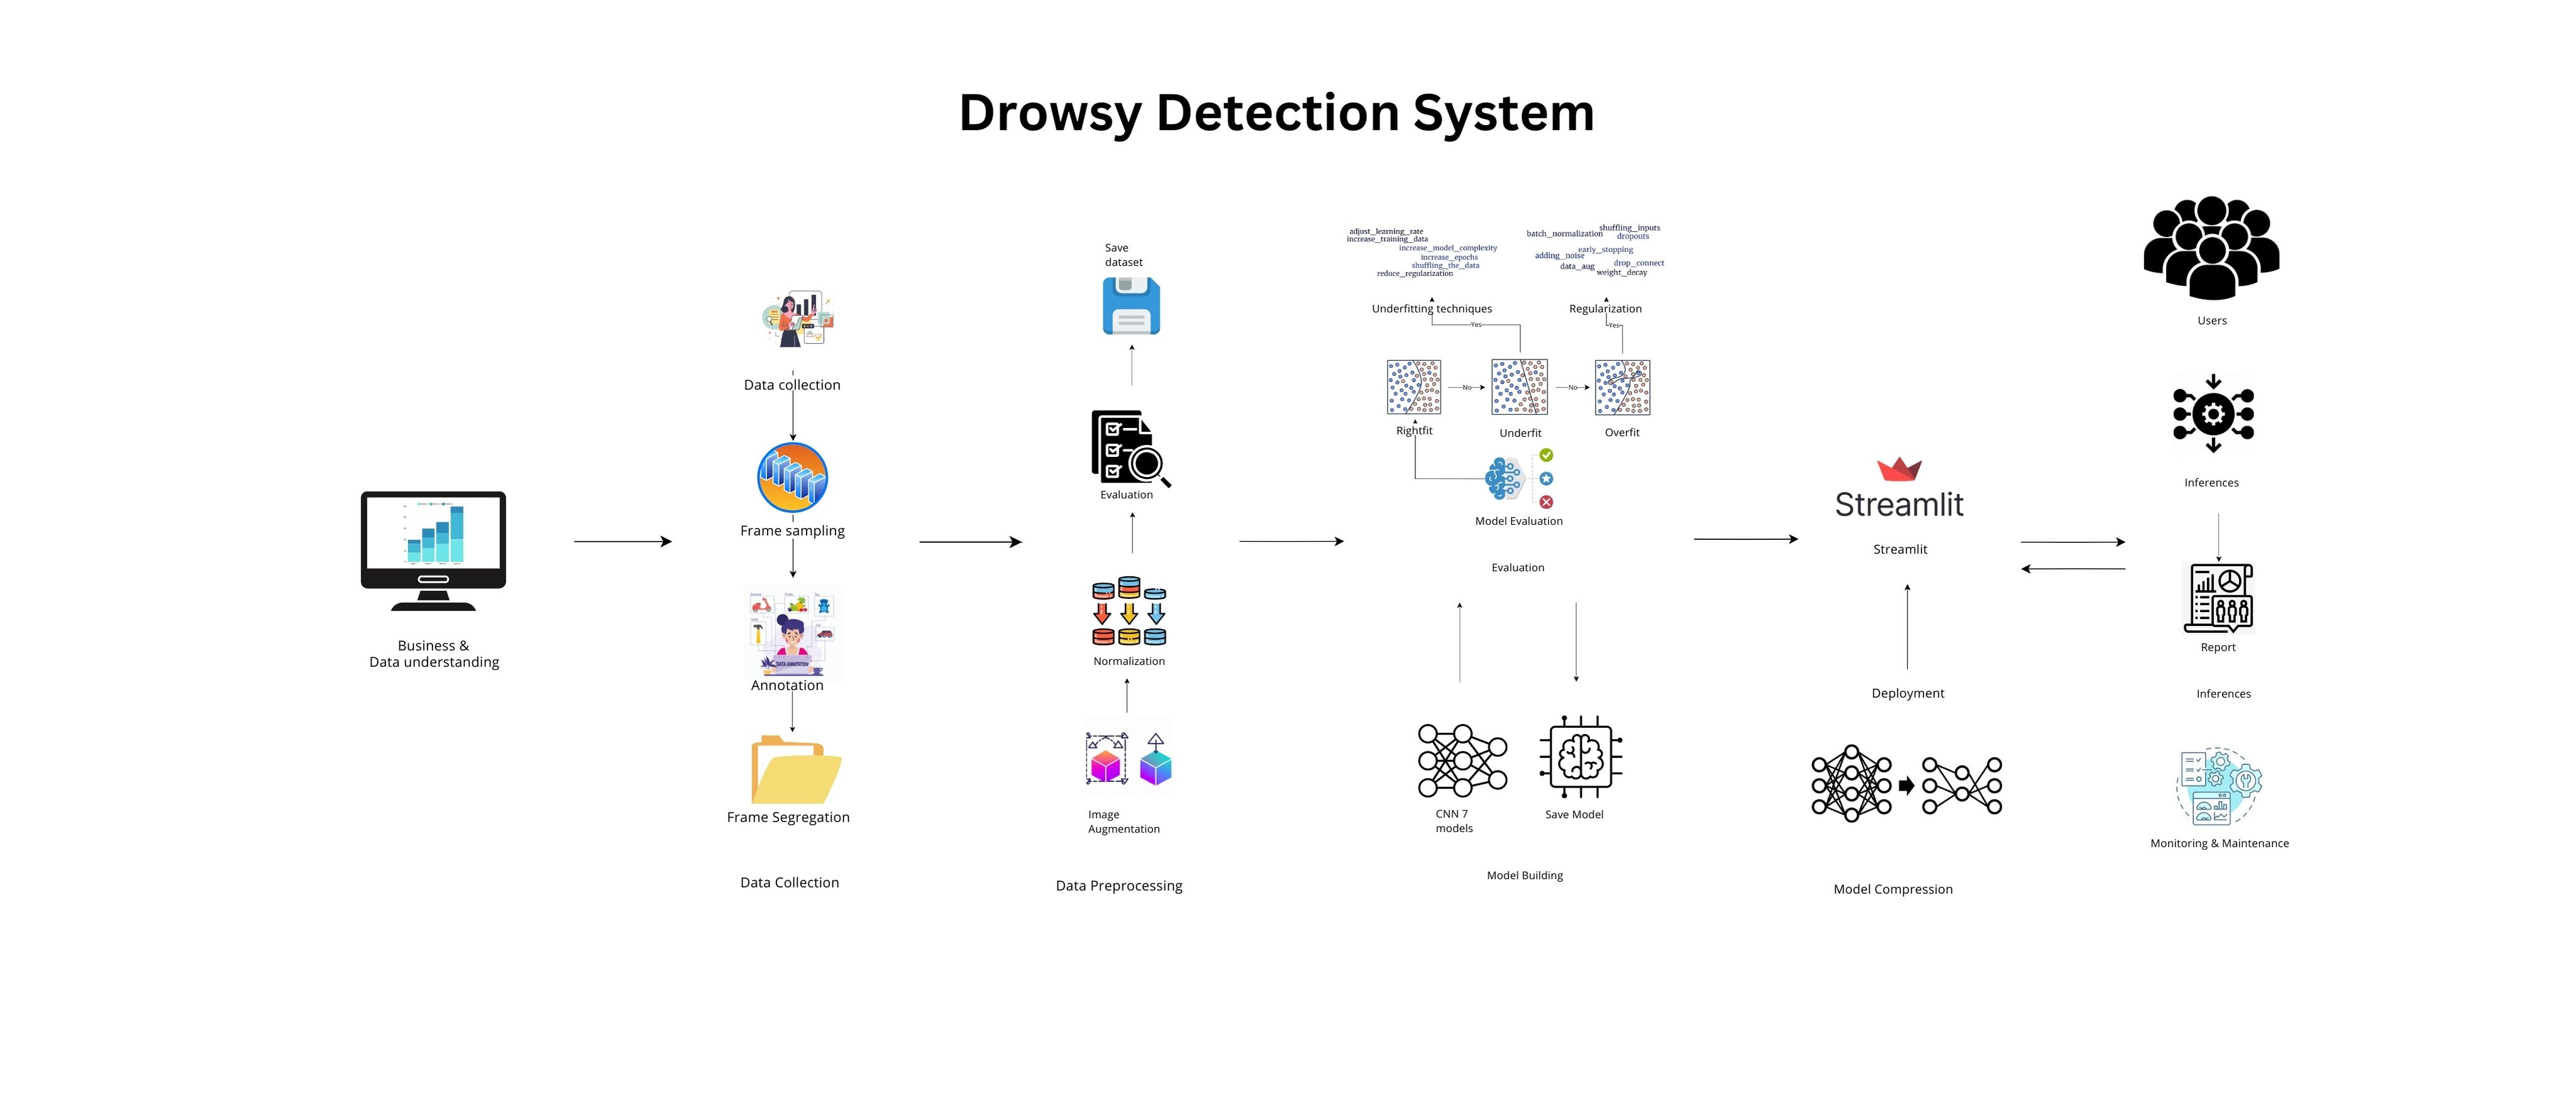 Drowsy Detection System
Business &
Data understanding
Data collection
Frame sampling
DATA ANNOTATION
Annotation
Frame Segregation
Data Collection
Save
dataset
Evaluation
Normalization
Image
Augmentation
Data Preprocessing
adjust_learning_rate
increase_training_data
increase_model_complexity
increase_epochs
shuffling_the_data
reduce_regularization
shuffling_inputs
batch_normalization
dropouts
early_stopping
adding_noise
drop_connect
data_aug
weight_decay
Underfitting techniques
Regularization
Yes
Yes
No
No
Rightfit
Underfit
Overfit
Model Evaluation
Evaluation
CNN 7
models
Save Model
Model Building
Streamlit
Streamlit
Deployment
Model Compression
Users
Inferences
Report
Inferences
Monitoring & Maintenance